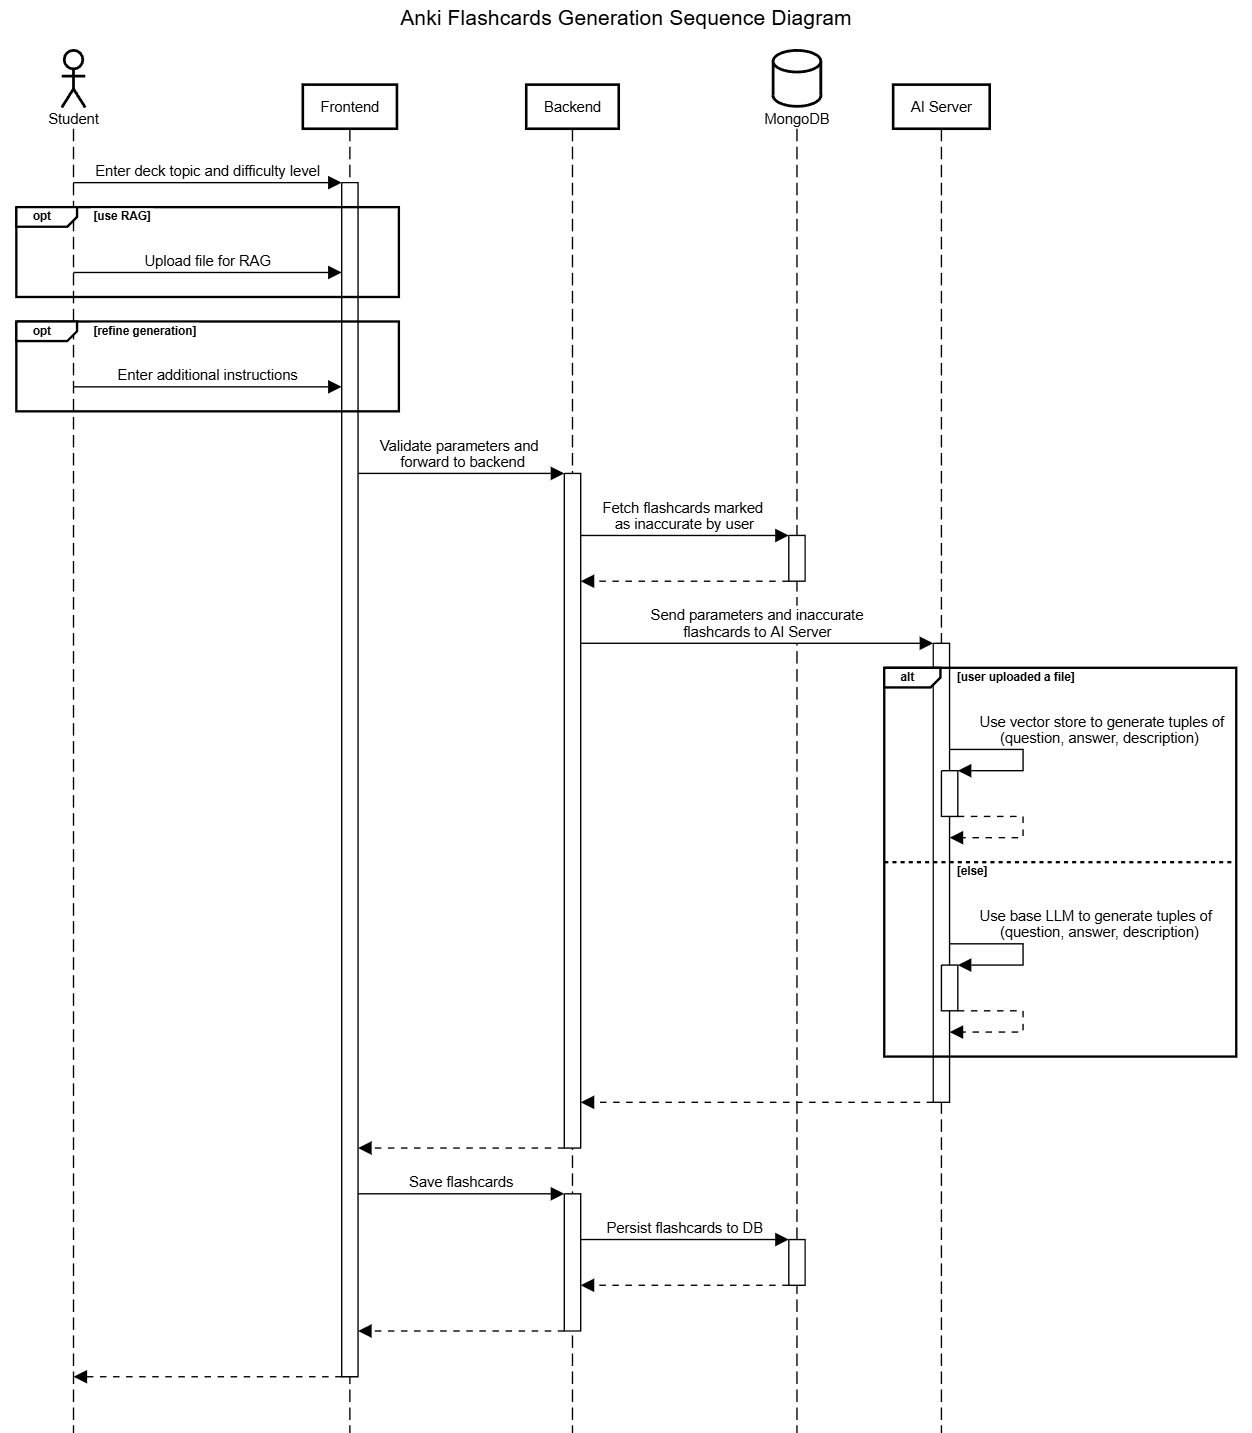 Anki Flashcards Generation Sequence Diagram
Student
Frontend
Backend
MongoDB
AI Server
Enter deck topic and difficulty level
opt
[use RAG]
Upload file for RAG
opt
[refine generation]
Enter additional instructions
Validate parameters and
forward to backend
Fetch flashcards marked
as inaccurate by user
Send parameters and inaccurate
flashcards to AI Server
alt
[user uploaded a file]
Use vector store to generate tuples of
(question, answer, description)
[else]
Use base LLM to generate tuples of
(question, answer, description)
Save flashcards
Persist flashcards to DB